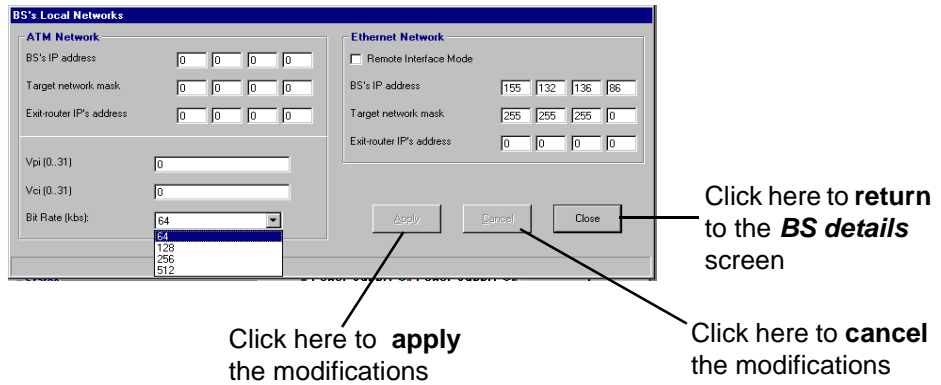 BS's Local Networks
ATM Network
BS's IP address 0 0 0 0
Target network mask 0 0 0 0
Exit-router IP's address 0 0 0 0
Vpi (0..31) 0
Vci (0..31) 0
Bit Rate (kbs): 64
64
128
256
512
Ethernet Network
Remote Interface Mode
BS's IP address 155 132 136 86
Target network mask 255 255 255 0
Exit-router IP's address 0 0 0 0
Apply Cancel Close
Click here to return
to the BS details
screen
Click here to apply
the modifications
Click here to cancel
the modifications